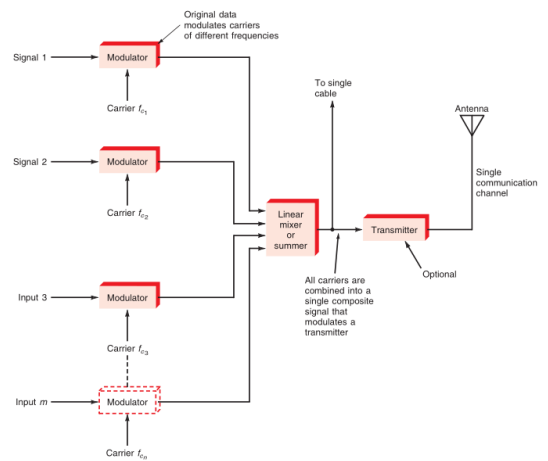 Original data
modulates carriers
of different frequencies
Signal 1
Modulator
Carrier fc1
To single
cable
Antenna
Signal 2
Modulator
Carrier fc2
Single
communication
channel
Linear
mixer
or
summer
Transmitter
Optional
All carriers are
combined into a
single composite
signal that
modulates a
transmitter
Input 3
Modulator
Carrier fc3
Input m
Modulator
Carrier fcn